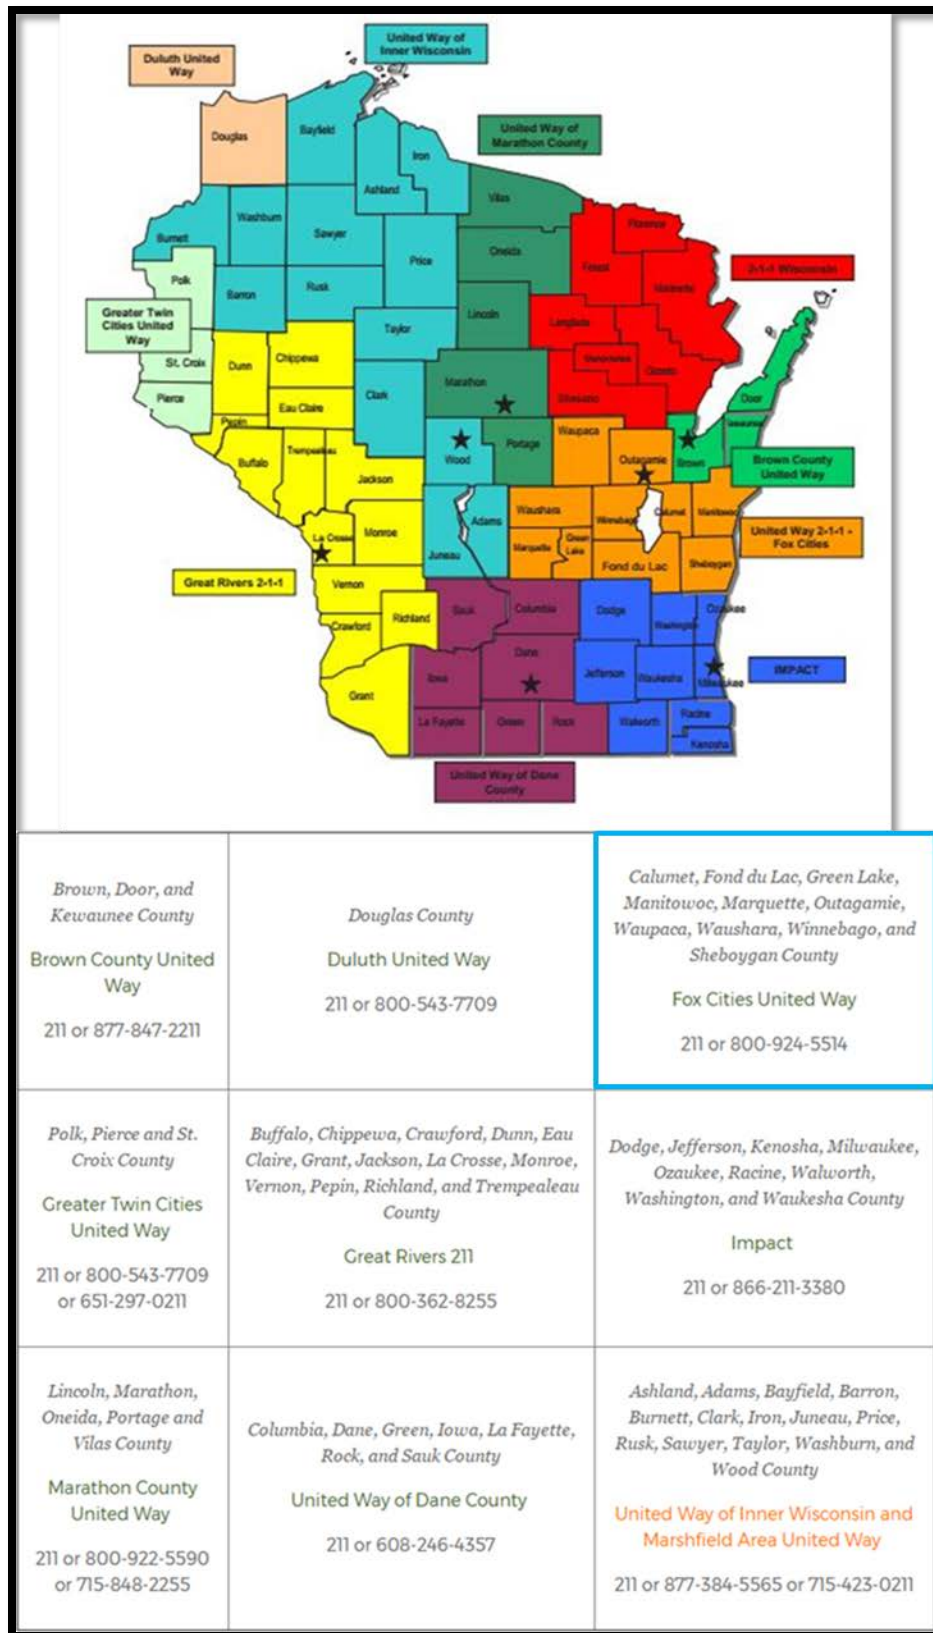 United Way of
Inner Wisconsin
Duluth United
Way
United Way of
Marathon County
Douglas
Bayfield
Iron
Ashland
Vilas
Washburn
Florence
Burnett
Sawyer
Oneida
Price
Forest
2-1-1 Wisconsin
Polk
Rusk
Marinette
Barron
Greater Twin
Cities United
Way
Lincoln
Langlade
Taylor
St. Croix
Dunn
Chippewa
Menominee
Oconto
Marathon
Clark
Pierce
Eau Claire
Shawano
Door
Pepin
Waupaca
Kewaunee
Buffalo
Trempealeau
Portage
Wood
Outagamie
Brown
Brown County
United Way
Jackson
Adams
Waushara
Winnebago
Calumet
Manitowoc
La Crosse
Monroe
United Way 2-1-1 -
Fox Cities
Juneau
Marquette
Green
Lake
Fond du Lac
Sheboygan
Great Rivers 2-1-1
Vernon
Sauk
Columbia
Dodge
Ozaukee
Richland
Crawford
Washington
Dane
Iowa
Jefferson
Waukesha
Milwaukee
IMPACT
Grant
La Fayette
Green
Rock
Walworth
Racine
Kenosha
United Way of Dane
County
Brown, Door, and
Kewaunee County
Brown County United
Way
211 or 877-847-2211
Douglas County
Duluth United Way
211 or 800-543-7709
Calumet, Fond du Lac, Green Lake,
Manitowoc, Marquette, Outagamie,
Waupaca, Waushara, Winnebago, and
Sheboygan County
Fox Cities United Way
211 or 800-924-5514
Polk, Pierce and St.
Croix County
Greater Twin Cities
United Way
211 or 800-543-7709
or 651-297-0211
Buffalo, Chippewa, Crawford, Dunn, Eau
Claire, Grant, Jackson, La Crosse, Monroe,
Vernon, Pepin, Richland, and Trempealeau
County
Great Rivers 211
211 or 800-362-8255
Dodge, Jefferson, Kenosha, Milwaukee,
Ozaukee, Racine, Walworth,
Washington, and Waukesha County
Impact
211 or 866-211-3380
Lincoln, Marathon,
Oneida, Portage and
Vilas County
Marathon County
United Way
211 or 800-922-5590
or 715-848-2255
Columbia, Dane, Green, Iowa, La Fayette,
Rock, and Sauk County
United Way of Dane County
211 or 608-246-4357
Ashland, Adams, Bayfield, Barron,
Burnett, Clark, Iron, Juneau, Price,
Rusk, Sawyer, Taylor, Washburn, and
Wood County
United Way of Inner Wisconsin and
Marshfield Area United Way
211 or 877-384-5565 or 715-423-0211